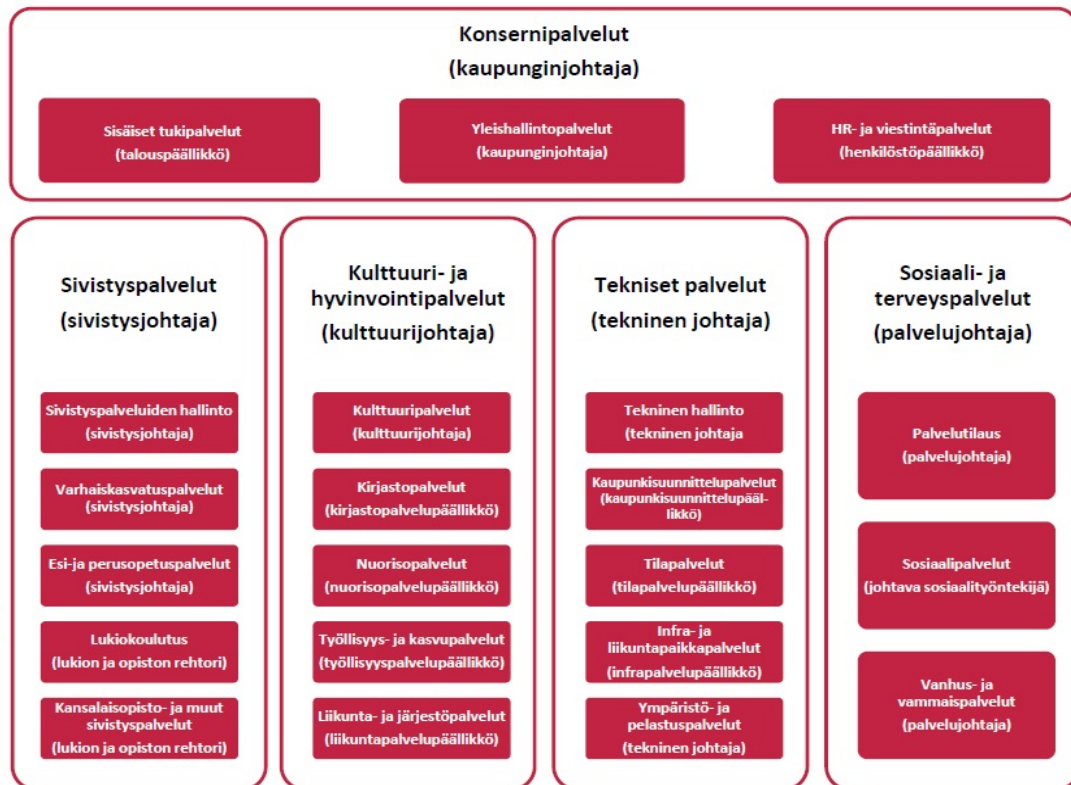 Konsernipalvelut
(kaupunginjohtaja)
Sisäiset tukipalvelut
(talouspäällikkö)
Yleishallintopalvelut
(kaupunginjohtaja)
HR- ja viestintäpalvelut
(henkilöstöpäällikkö)
Sivistyspalvelut
(sivistysjohtaja)
Sivistyspalveluiden hallinto
(sivistysjohtaja)
Varhaiskasvatuspalvelut
(sivistysjohtaja)
Esi-ja perusopetuspalvelut
(sivistysjohtaja)
Lukiokoulutus
(lukion ja opiston rehtori)
Kansalaisopisto- ja muut
sivistyspalvelut
(lukion ja opiston rehtori)
Kulttuuri- ja
hyvinvointipalvelut
(kulttuurijohtaja)
Kulttuuripalvelut
(kulttuurijohtaja)
Kirjastopalvelut
(kirjastopalvelupäällikkö)
Nuorisopalvelut
(nuorisopalvelupäällikkö)
Työllisyys- ja kasvupalvelut
(työllisyyspalvelupäällikkö)
Liikunta- ja järjestöpalvelut
(liikuntapalvelupäällikkö)
Tekniset palvelut
(tekninen johtaja)
Tekninen hallinto
(tekninen johtaja
Kaupunkisuunnittelupalvelut
(kaupunkisuunnittelupääl-
likkö)
Tilapalvelut
(tilapalvelupäällikkö)
Infra- ja
liikuntapaikkapalvelut
(infrapalvelupäällikkö)
Ympäristö- ja
pelastuspalvelut
(tekninen johtaja)
Sosiaali- ja
terveyspalvelut
(palvelujohtaja)
Palvelutilaus
(palvelujohtaja)
Sosiaalipalvelut
(johtava sosiaalityöntekijä)
Vanhus- ja
vammaispalvelut
(palvelujohtaja)